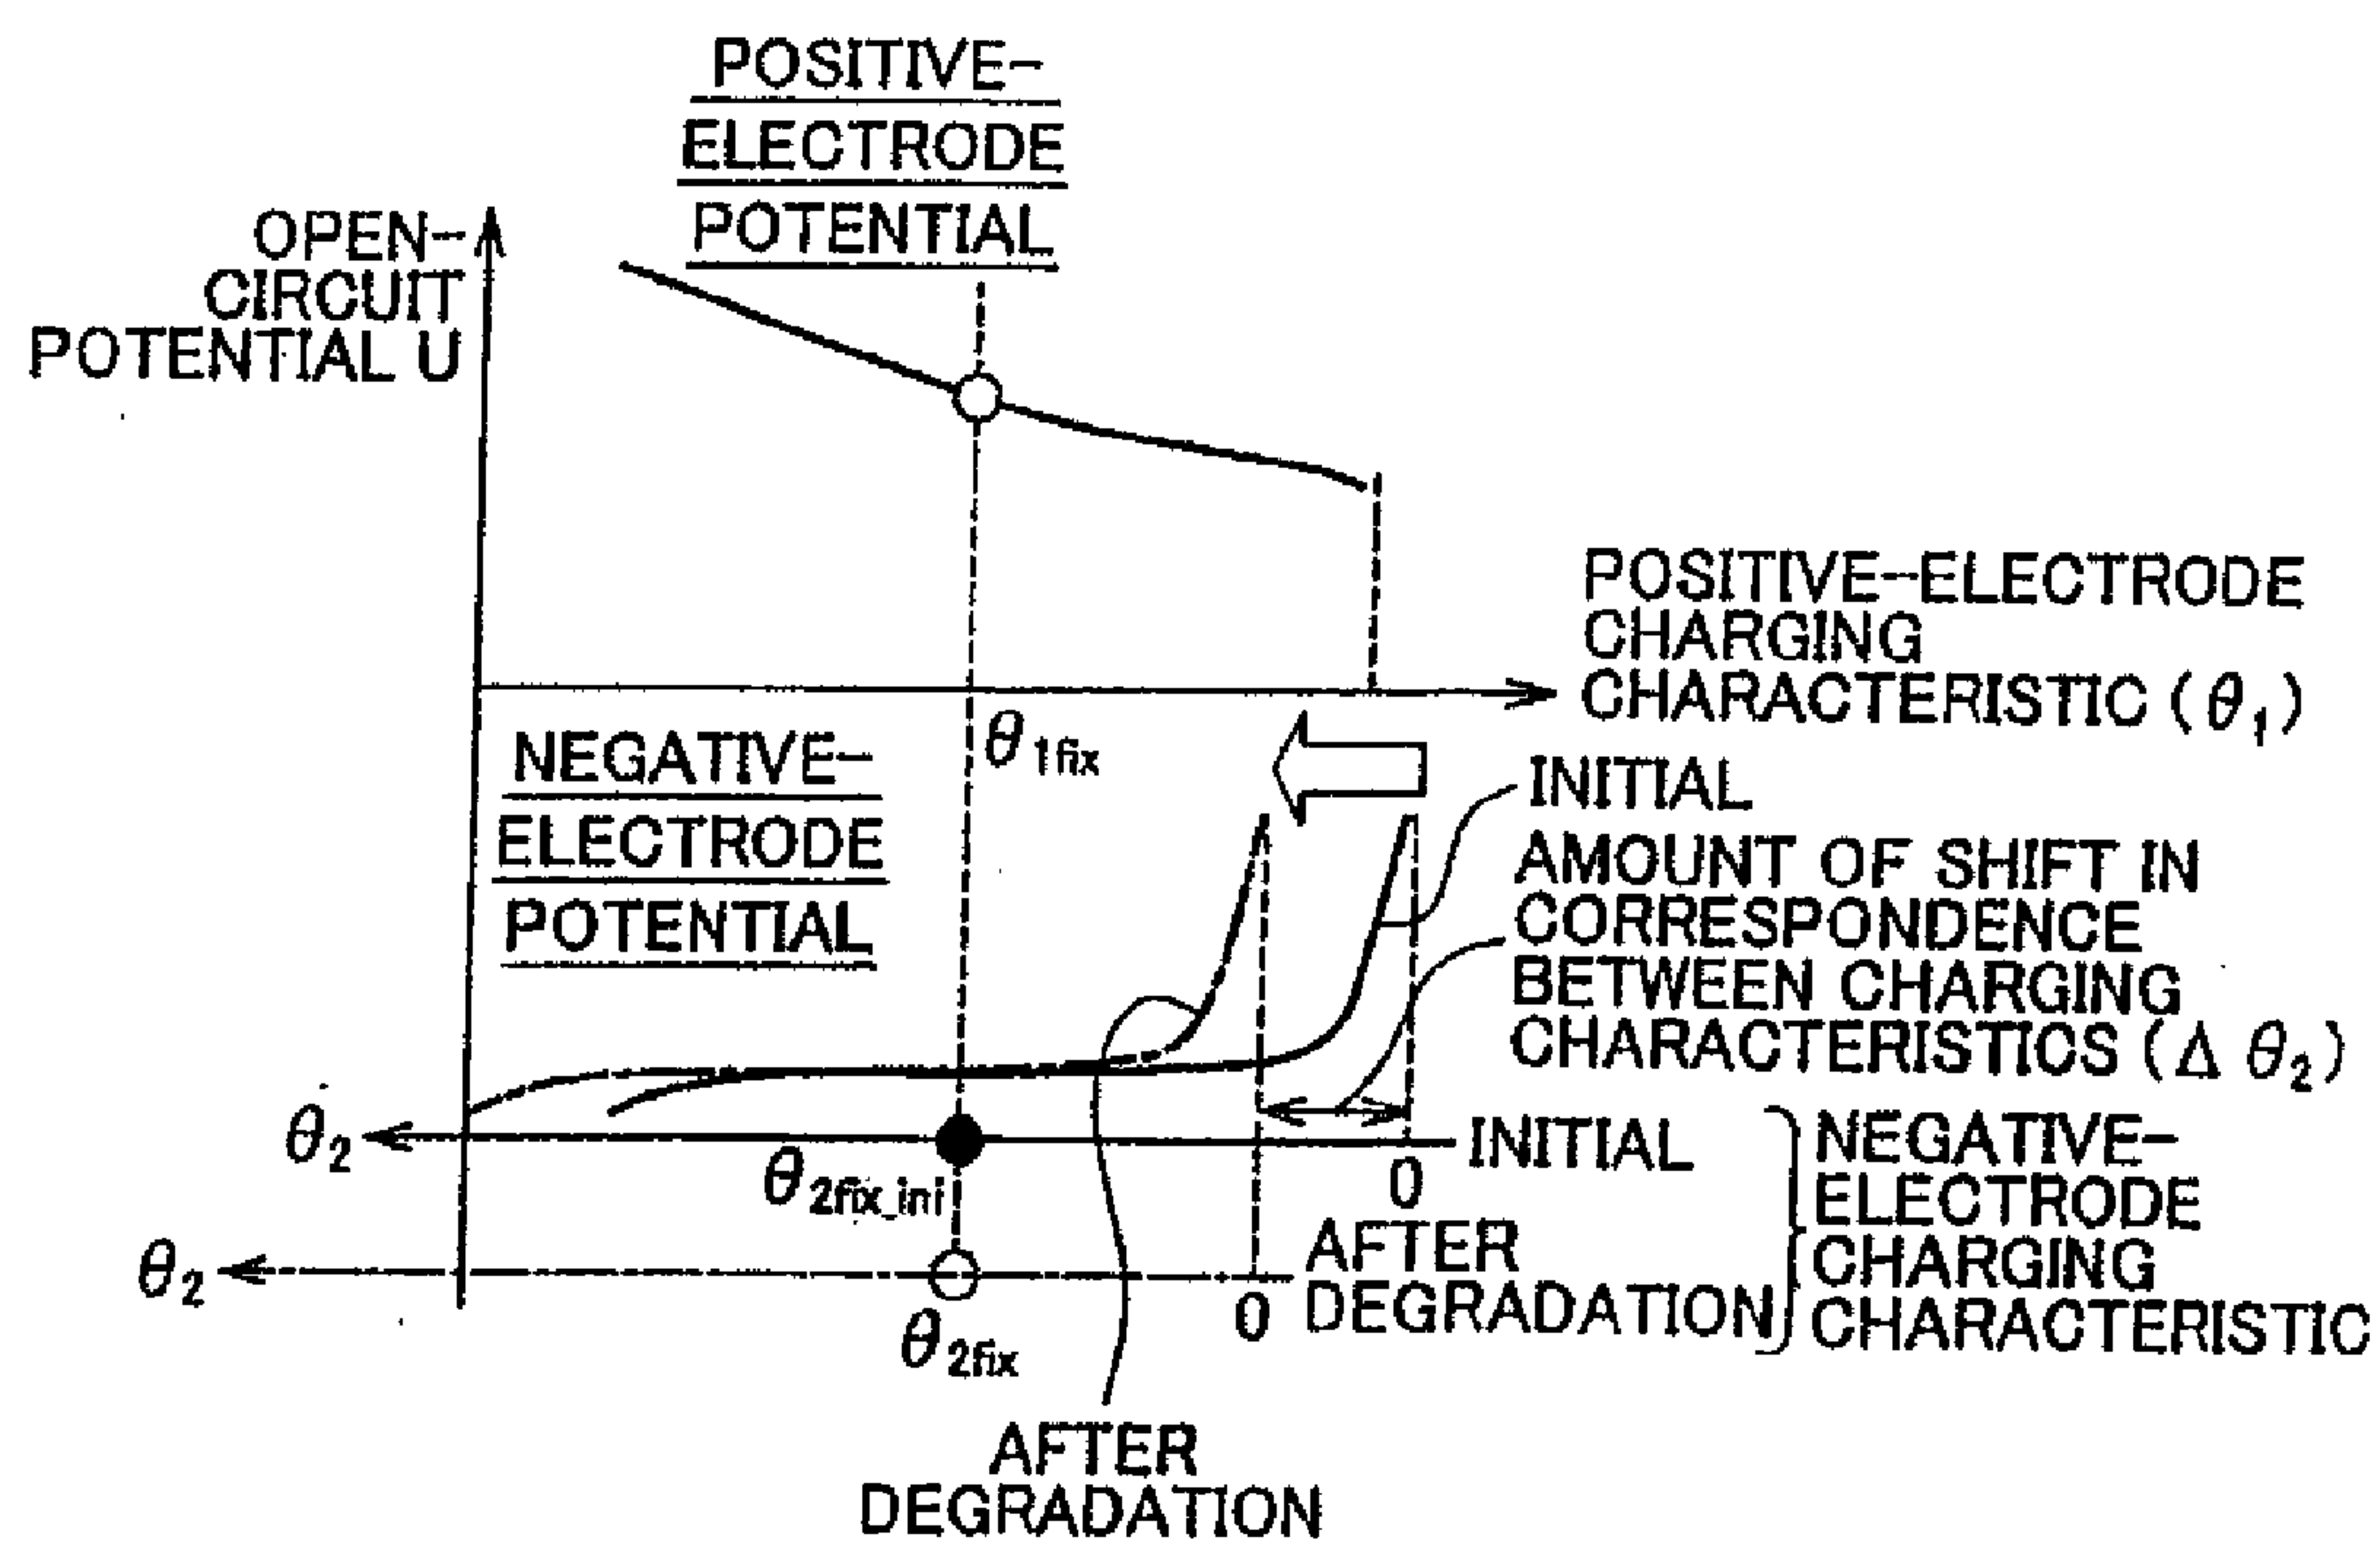 POSITIVE-
ELECTRODE
POTENTIAL
OPEN-
CIRCUIT
POTENTIAL U
POSITIVE-ELECTRODE
CHARGING
CHARACTERISTIC (θ₁)
θ₁fix
NEGATIVE-
ELECTRODE
POTENTIAL
INITIAL
AMOUNT OF SHIFT IN
CORRESPONDENCE
BETWEEN CHARGING
CHARACTERISTICS (Δ θ₂)
θ₂
θ₂fix_ini
0
INITIAL
NEGATIVE-
ELECTRODE
CHARGING
CHARACTERISTIC
θ₂
θ₂fix
0
AFTER
DEGRADATION
AFTER
DEGRADATION